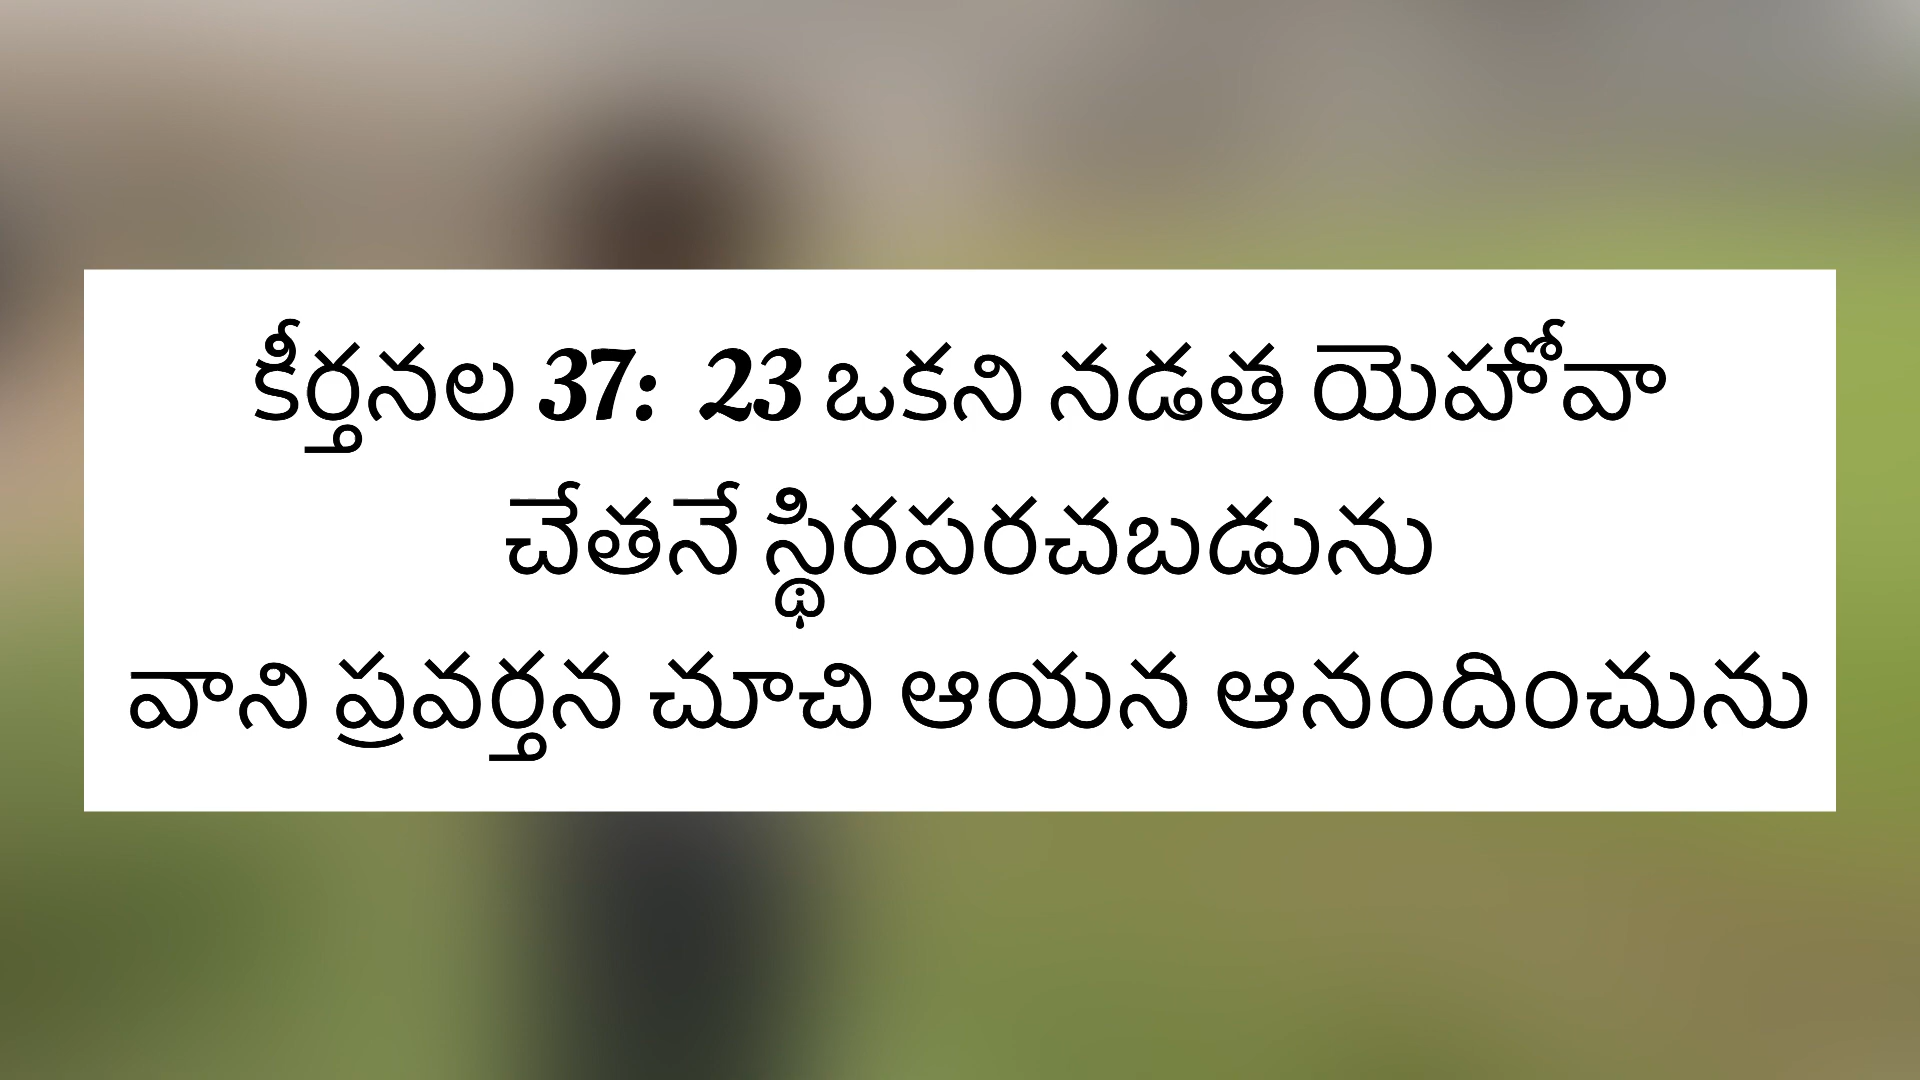 కీర్తనల 37:  23 ఒకని నడత యెహోవా
చేతనే స్థిరపరచబడును
వాని ప్రవర్తన చూచి ఆయన ఆనందించును